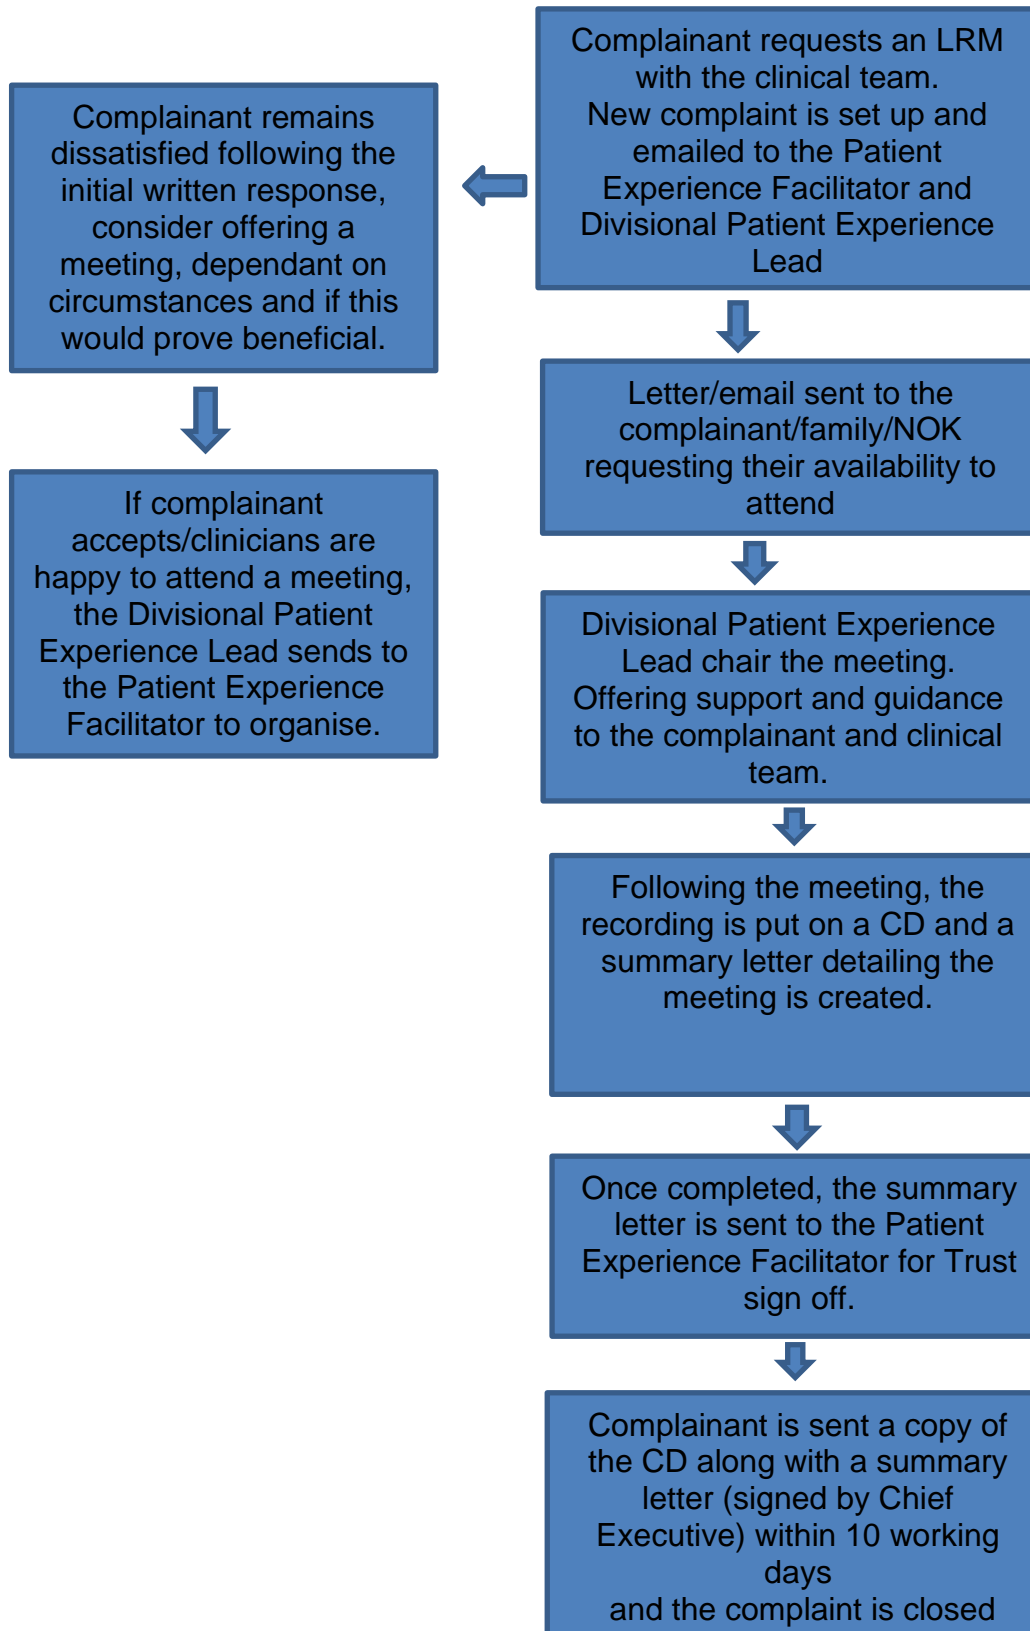 Complainant requests an LRM
with the clinical team.
New complaint is set up and
emailed to the Patient
Experience Facilitator and
Divisional Patient Experience
Lead
Complainant remains
dissatisfied following the
initial written response,
consider offering a
meeting, dependant on
circumstances and if this
would prove beneficial.
If complainant
accepts/clinicians are
happy to attend a meeting,
the Divisional Patient
Experience Lead sends to
the Patient Experience
Facilitator to organise.
Letter/email sent to the
complainant/family/NOK
requesting their availability to
attend
Divisional Patient Experience
Lead chair the meeting.
Offering support and guidance
to the complainant and clinical
team.
Following the meeting, the
recording is put on a CD and a
summary letter detailing the
meeting is created.
Once completed, the summary
letter is sent to the Patient
Experience Facilitator for Trust
sign off.
Complainant is sent a copy of
the CD along with a summary
letter (signed by Chief
Executive) within 10 working
days
and the complaint is closed